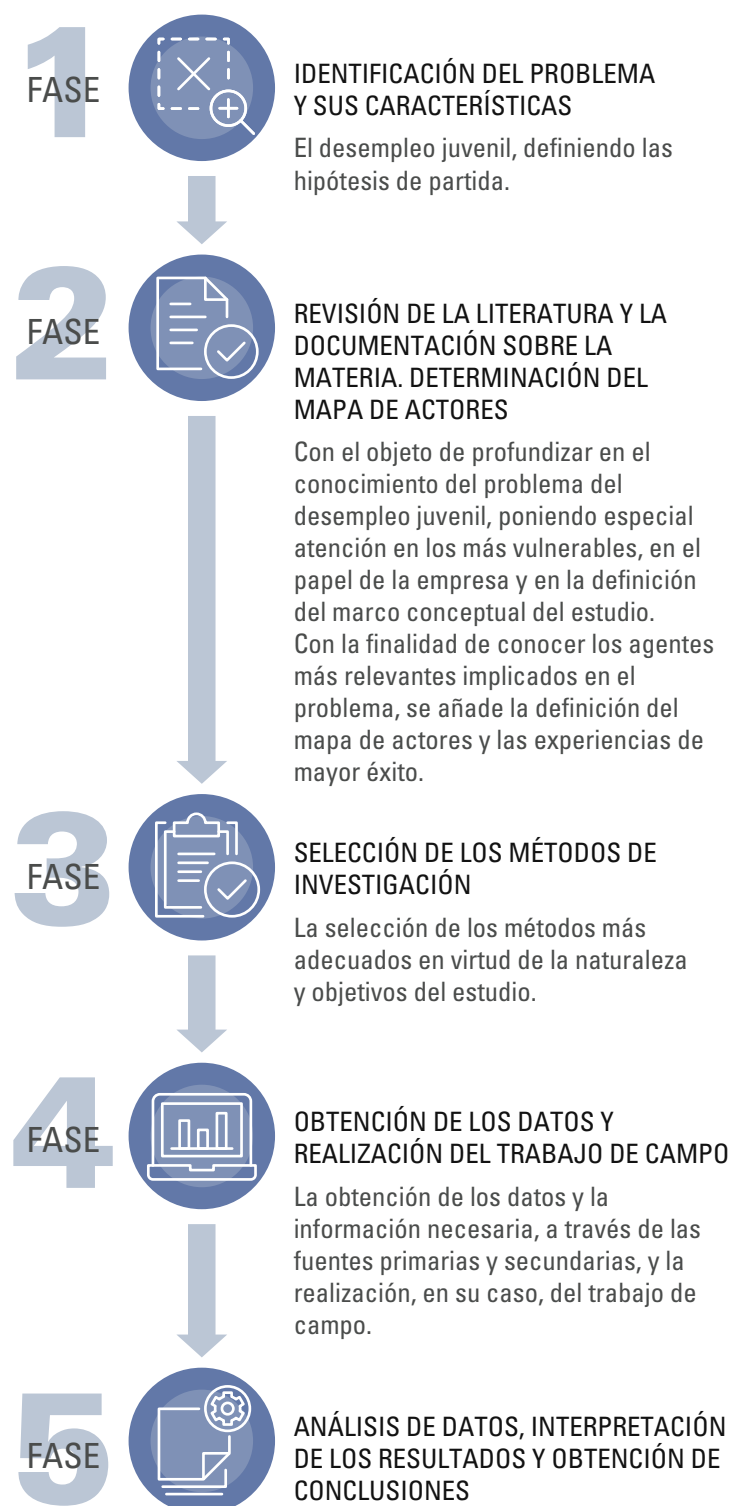 1
FASE
IDENTIFICACIÓN DEL PROBLEMA
Y SUS CARACTERÍSTICAS
El desempleo juvenil, definiendo las
hipótesis de partida.
2
FASE
REVISIÓN DE LA LITERATURA Y LA
DOCUMENTACIÓN SOBRE LA
MATERIA. DETERMINACIÓN DEL
MAPA DE ACTORES
Con el objeto de profundizar en el
conocimiento del problema del
desempleo juvenil, poniendo especial
atención en los más vulnerables, en el
papel de la empresa y en la definición
del marco conceptual del estudio.
Con la finalidad de conocer los agentes
más relevantes implicados en el
problema, se añade la definición del
mapa de actores y las experiencias de
mayor éxito.
3
FASE
SELECCIÓN DE LOS MÉTODOS DE
INVESTIGACIÓN
La selección de los métodos más
adecuados en virtud de la naturaleza
y objetivos del estudio.
4
FASE
OBTENCIÓN DE LOS DATOS Y
REALIZACIÓN DEL TRABAJO DE CAMPO
La obtención de los datos y la
información necesaria, a través de las
fuentes primarias y secundarias, y la
realización, en su caso, del trabajo de
campo.
5
FASE
ANÁLISIS DE DATOS, INTERPRETACIÓN
DE LOS RESULTADOS Y OBTENCIÓN DE
CONCLUSIONES